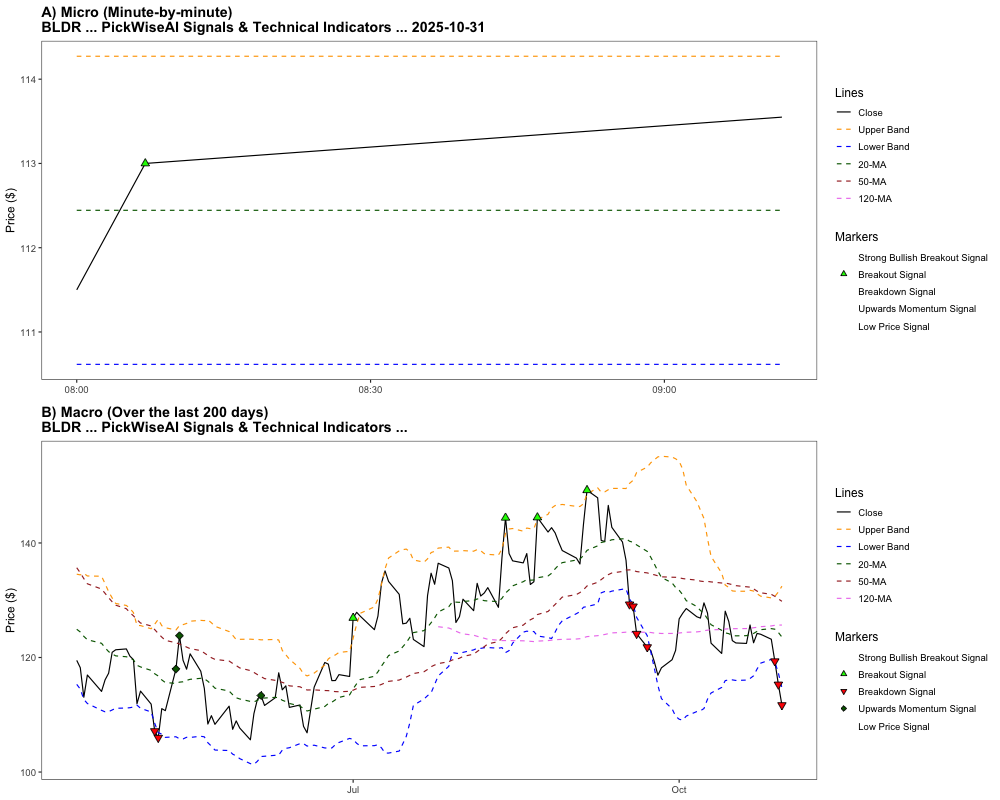 A) Micro (Minute-by-minute)
BLDR ... PickWiseAI Signals & Technical Indicators ... 2025-10-31
Price ($)
114
113
112
111
08:00
08:30
09:00
Lines
Close
Upper Band
Lower Band
20-MA
50-MA
120-MA
Markers
Strong Bullish Breakout Signal
Breakout Signal
Breakdown Signal
Upwards Momentum Signal
Low Price Signal
B) Macro (Over the last 200 days)
BLDR ... PickWiseAI Signals & Technical Indicators ...
Price ($)
140
120
100
Jul
Oct
Lines
Close
Upper Band
Lower Band
20-MA
50-MA
120-MA
Markers
Strong Bullish Breakout Signal
Breakout Signal
Breakdown Signal
Upwards Momentum Signal
Low Price Signal